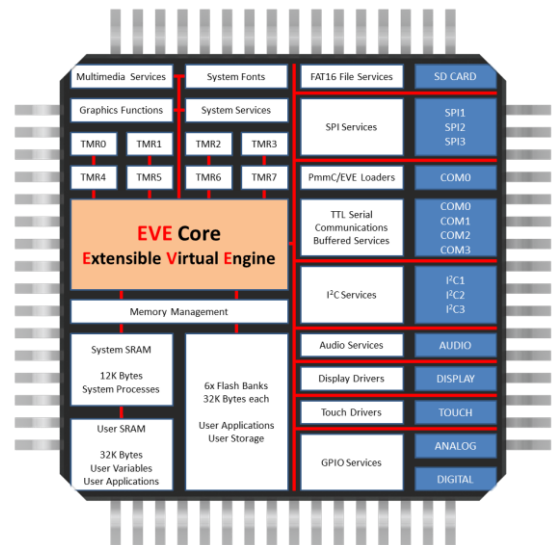 Multimedia Services
System Fonts
Graphics Functions
System Services
TMR0
TMR1
TMR2
TMR3
TMR4
TMR5
TMR6
TMR7
EVE Core
Extensible Virtual Engine
Memory Management
System SRAM
12K Bytes
System Processes
User SRAM
32K Bytes
User Variables
User Applications
6x Flash Banks
32K Bytes each
User Applications
User Storage
FAT16 File Services
SD CARD
SPI Services
SPI1
SPI2
SPI3
PmmC/EVE Loaders
COM0
TTL Serial
Communications
Buffered Services
COM0
COM1
COM2
COM3
I²C Services
I²C1
I²C2
I²C3
Audio Services
AUDIO
Display Drivers
DISPLAY
Touch Drivers
TOUCH
GPIO Services
ANALOG
DIGITAL